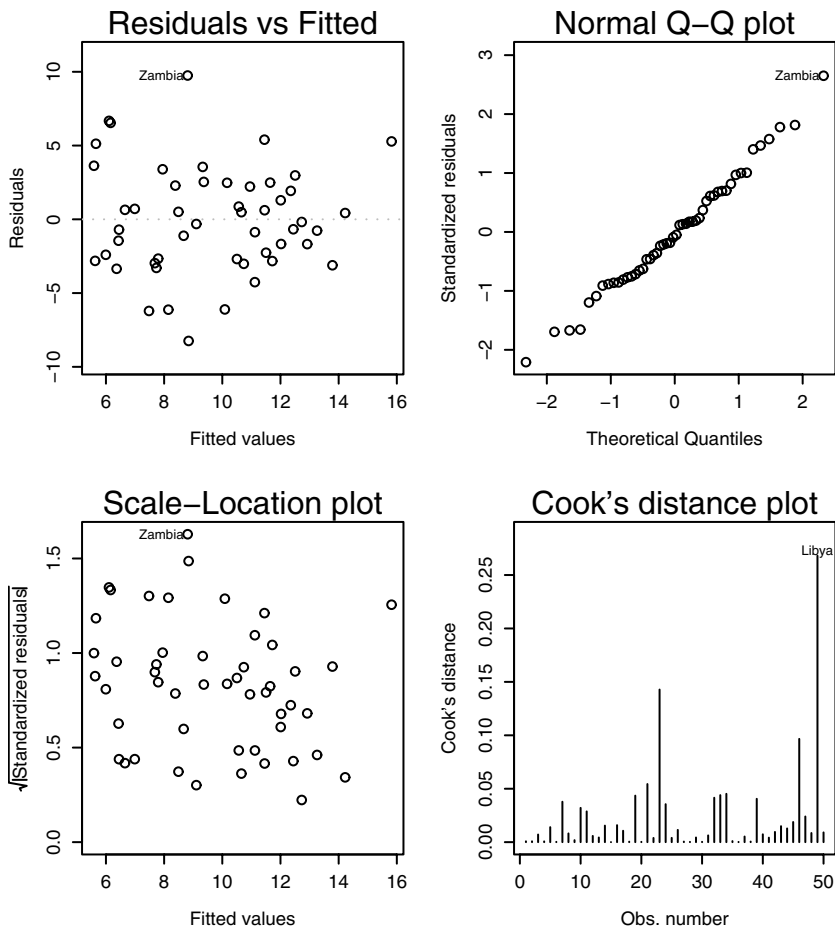 Residuals vs Fitted
Zambia
Residuals
10
5
0
−5
−10
6 8 10 12 14 16
Fitted values
Normal Q−Q plot
Zambia
Standardized residuals
3
2
1
0
−1
−2
−2 −1 0 1 2
Theoretical Quantiles
Scale−Location plot
Zambia
√|Standardized residuals|
1.5
1.0
0.5
0.0
6 8 10 12 14 16
Fitted values
Cook's distance plot
Libya
Cook's distance
0.25
0.20
0.15
0.10
0.05
0.00
0 10 20 30 40 50
Obs. number